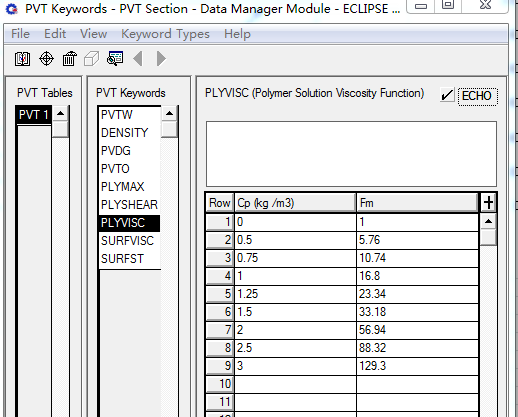 PVT Keywords - PVT Section - Data Manager Module - ECLIPSE ...
File Edit View Keyword Types Help
PVT Tables
PVT 1
PVT Keywords
PVTW
DENSITY
PVDG
PVTO
PLYMAX
PLYSHEAR
PLYVISC
SURFVISC
SURFST
PLYVISC (Polymer Solution Viscosity Function)
ECHO
Row Cp (kg /m3) Fm
1 0 1
2 0.5 5.76
3 0.75 10.74
4 1 16.8
5 1.25 23.34
6 1.5 33.18
7 2 56.94
8 2.5 88.32
9 3 129.3
10
11